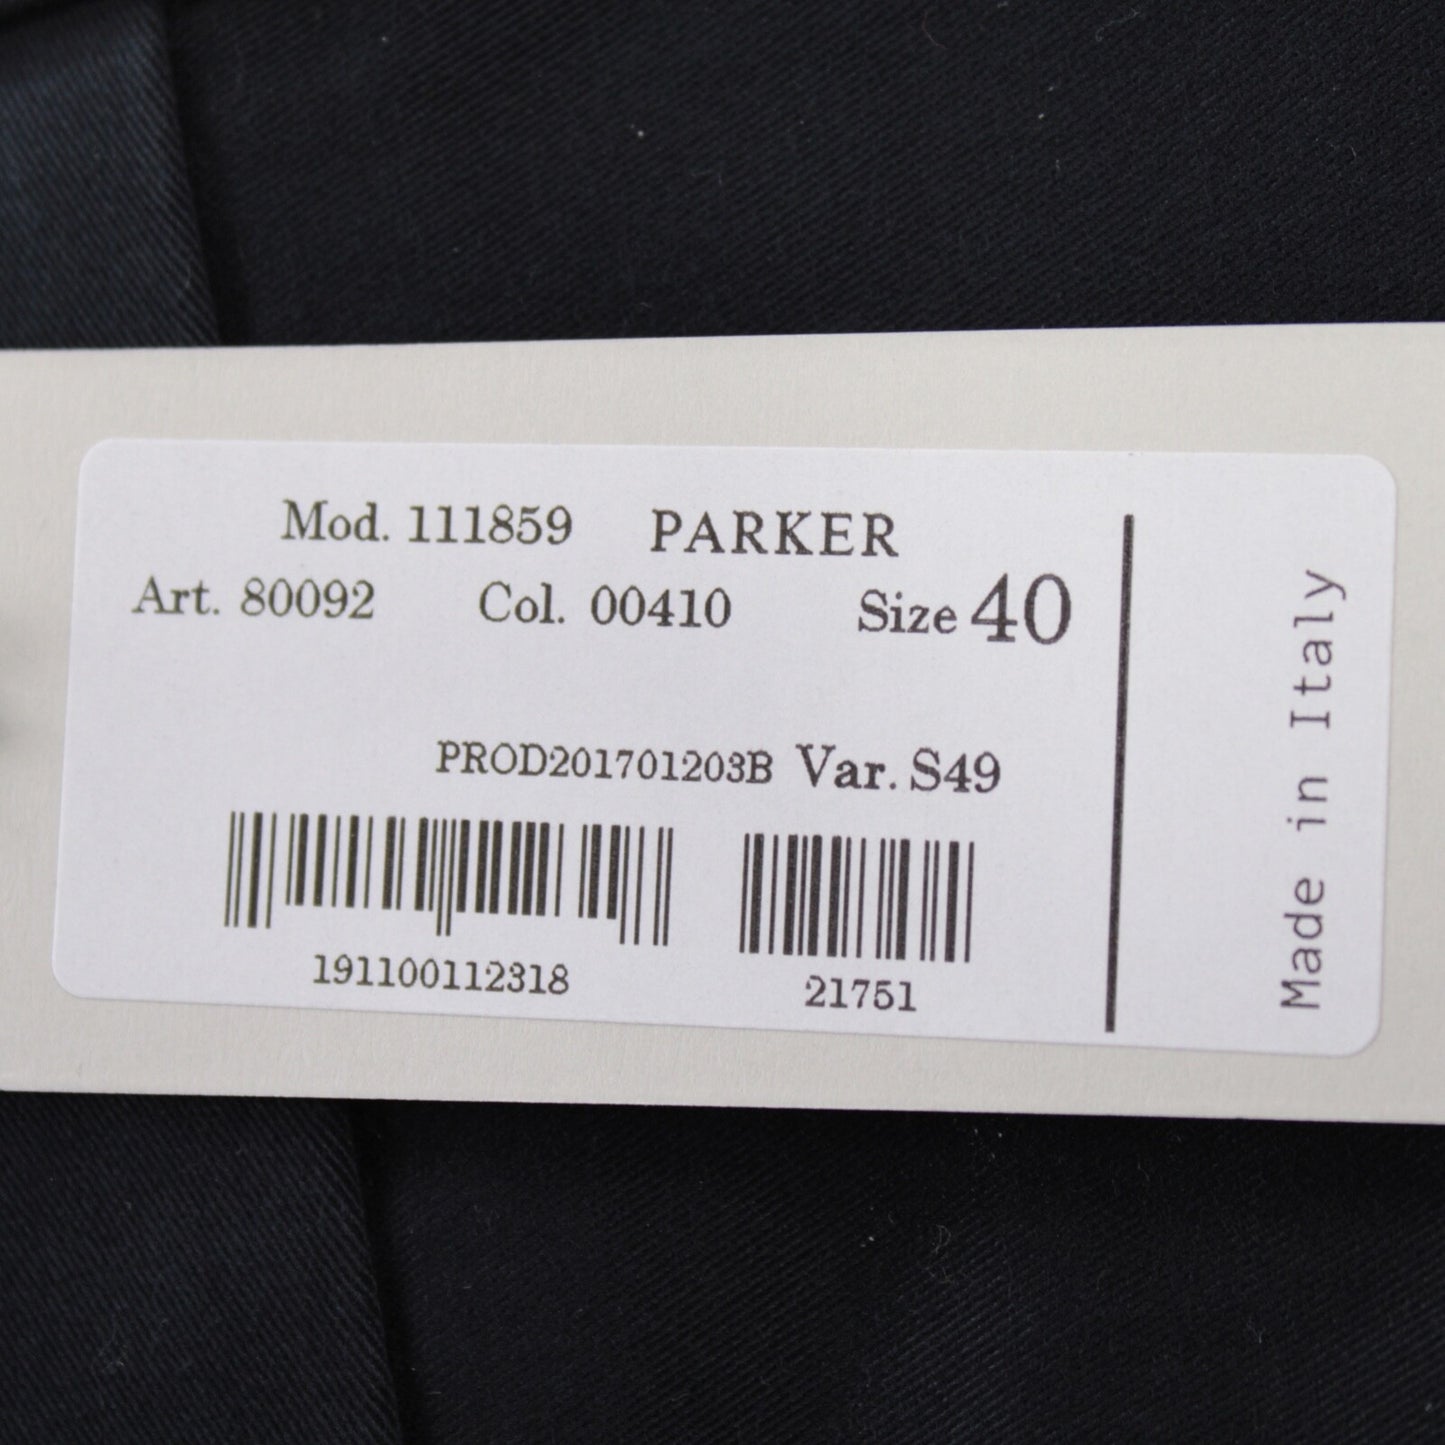 Mod. 111859 PARKER
Art. 80092 Col. 00410 Size 40
PROD201701203B Var. S49
191100112318 21751
Made in Italy